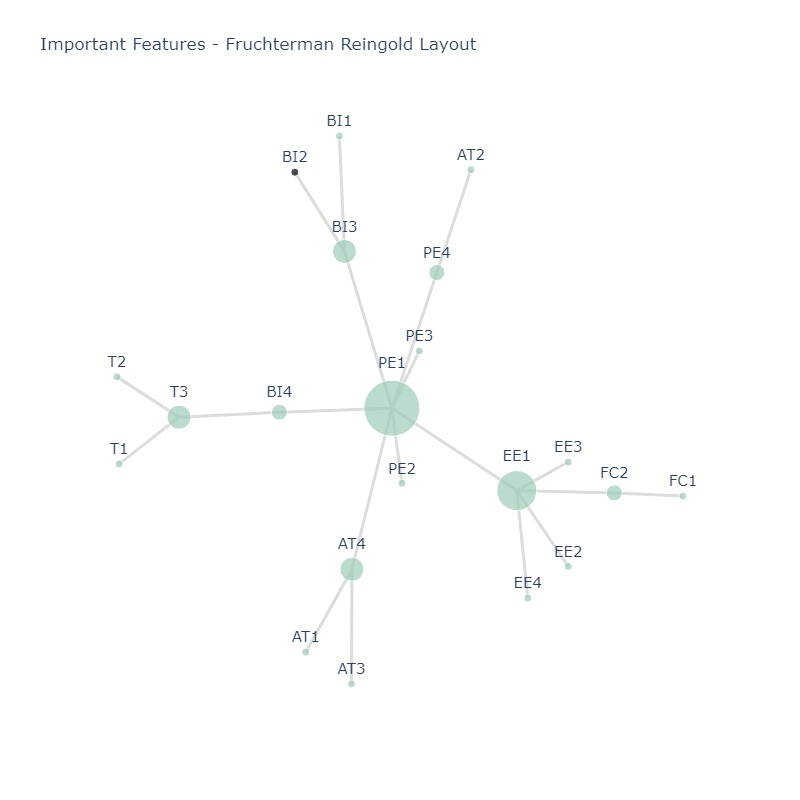 Important Features - Fruchterman Reingold Layout
BI1
BI2
AT2
BI3
PE4
PE3
PE1
T2
T3
BI4
T1
EE3
EE1
PE2
FC2
FC1
AT4
EE2
EE4
AT1
AT3